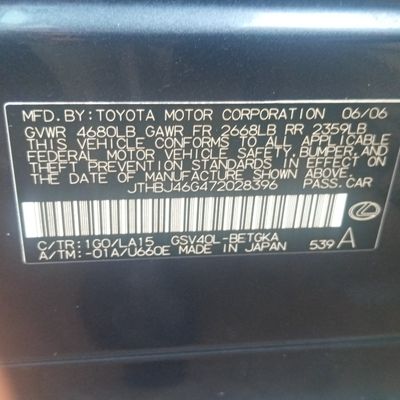 MFD.BY:TOYOTA MOTOR CORPORATION 06/06
GVWR 4680LB GAWR FR 2668LB RR 2359LB
THIS VEHICLE CONFORMS TO ALL APPLICABLE
FEDERAL MOTOR VEHICLE SAFETY, BUMPER, AND
THEFT PREVENTION STANDARDS IN EFFECT ON
THE DATE OF MANUFACTURE SHOWN ABOVE.
JTHBJ46G472028396 PASS.CAR
C/TR:1G0/LA15 GSV40L-BETGKA
A/TM:-01A/U660E MADE IN JAPAN 539 A